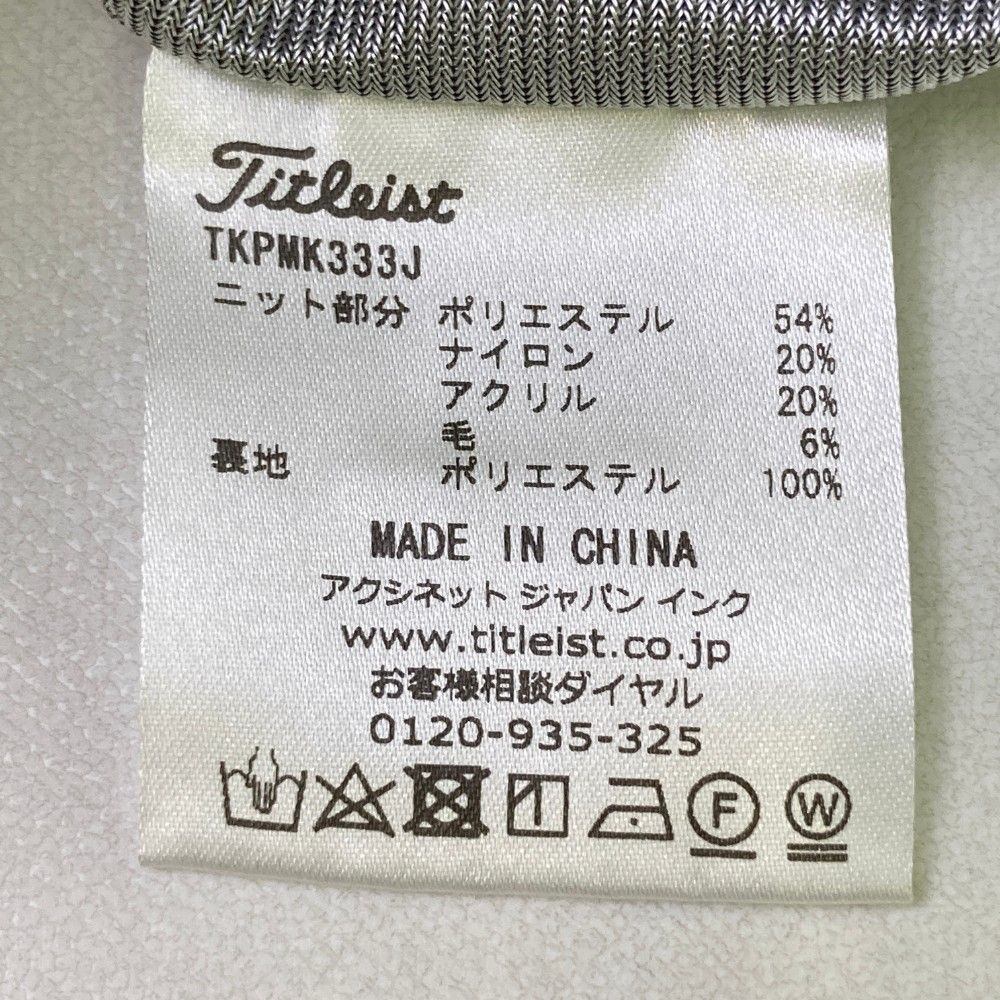 Titleist
TKPMK333J
ニット部分 ポリエステル 54%
ナイロン 20%
アクリル 20%
毛 6%
裏地 ポリエステル 100%
MADE IN CHINA
アクシネット ジャパン インク
www.titleist.co.jp
お客様相談ダイヤル
0120-935-325
F W